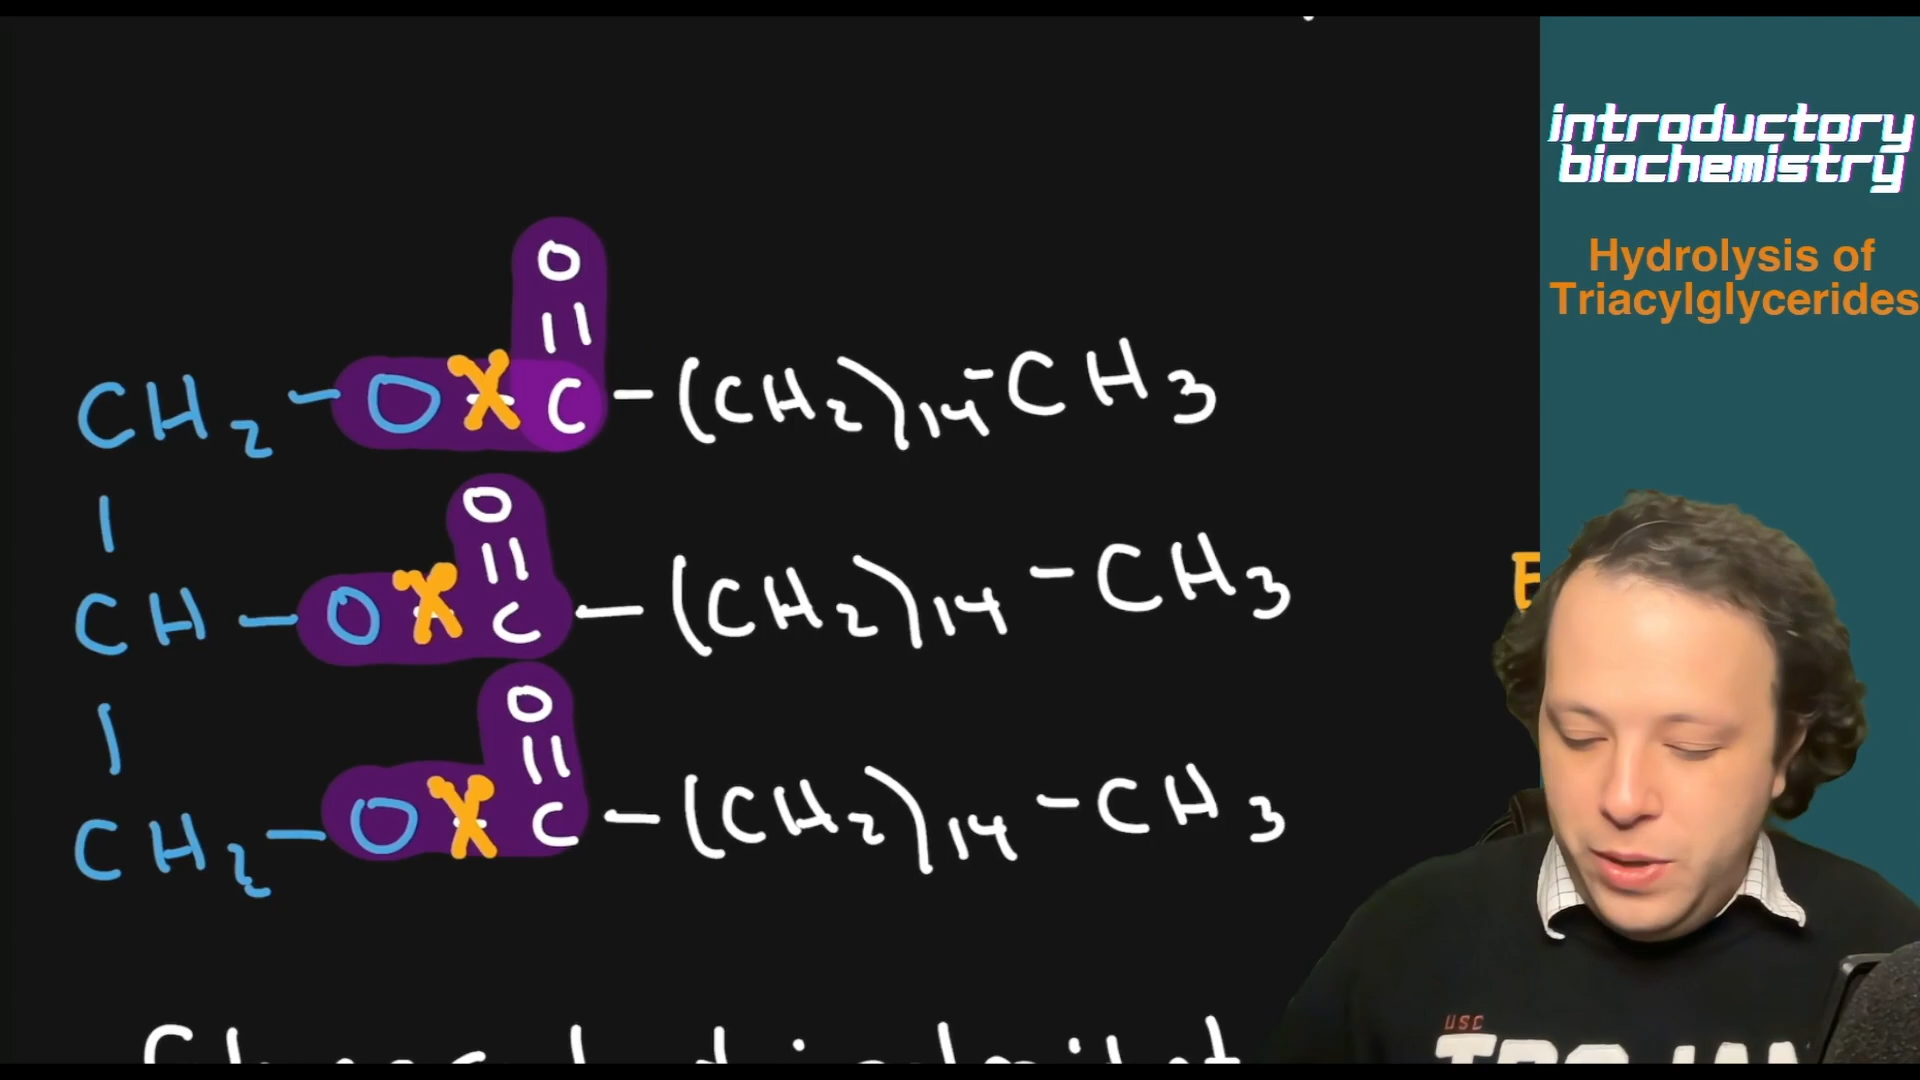 introductory
biochemistry
Hydrolysis of
Triacylglycerides
O
||
CH2 - O X C - (CH2)14 - CH3
|
O
||
CH - O X C - (CH2)14 - CH3
|
O
||
CH2 - O X C - (CH2)14 - CH3
E
USC